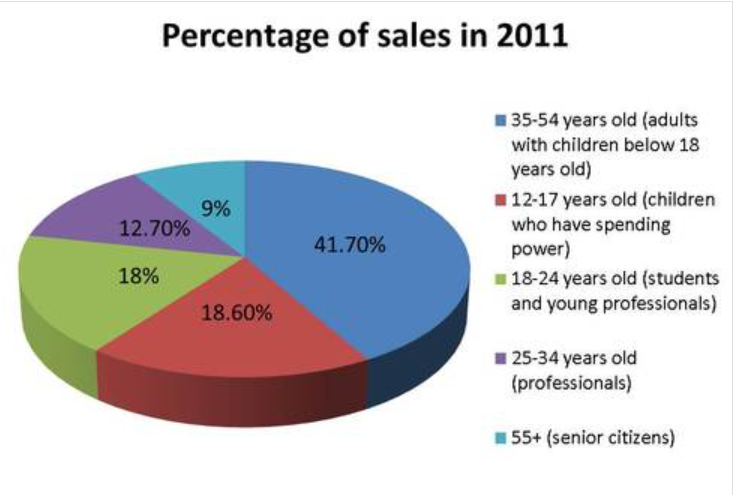 Percentage of sales in 2011
9%
12.70%
41.70%
18%
18.60%
35-54 years old (adults
with children below 18
years old)
12-17 years old (children
who have spending
power)
18-24 years old (students
and young professionals)
25-34 years old
(professionals)
55+ (senior citizens)